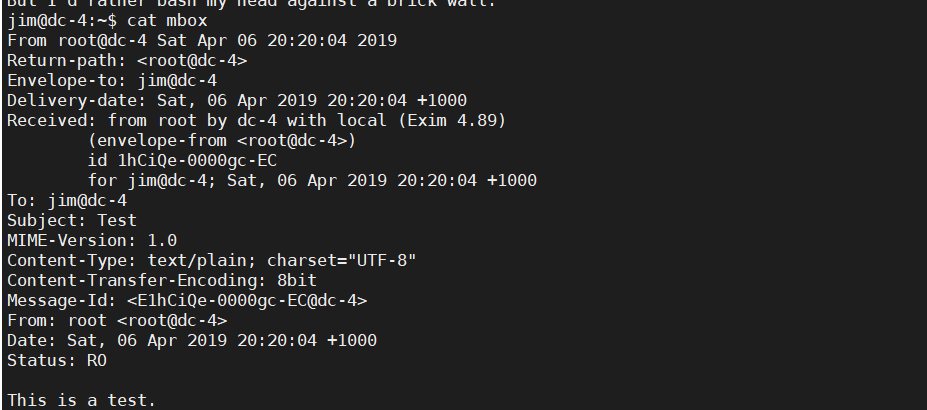 But I'd rather bash my head against a brick wall.
jim@dc-4:~$ cat mbox
From root@dc-4 Sat Apr 06 20:20:04 2019
Return-path: <root@dc-4>
Envelope-to: jim@dc-4
Delivery-date: Sat, 06 Apr 2019 20:20:04 +1000
Received: from root by dc-4 with local (Exim 4.89)
        (envelope-from <root@dc-4>)
        id 1hCiQe-0000gc-EC
        for jim@dc-4; Sat, 06 Apr 2019 20:20:04 +1000
To: jim@dc-4
Subject: Test
MIME-Version: 1.0
Content-Type: text/plain; charset="UTF-8"
Content-Transfer-Encoding: 8bit
Message-Id: <E1hCiQe-0000gc-EC@dc-4>
From: root <root@dc-4>
Date: Sat, 06 Apr 2019 20:20:04 +1000
Status: RO

This is a test.